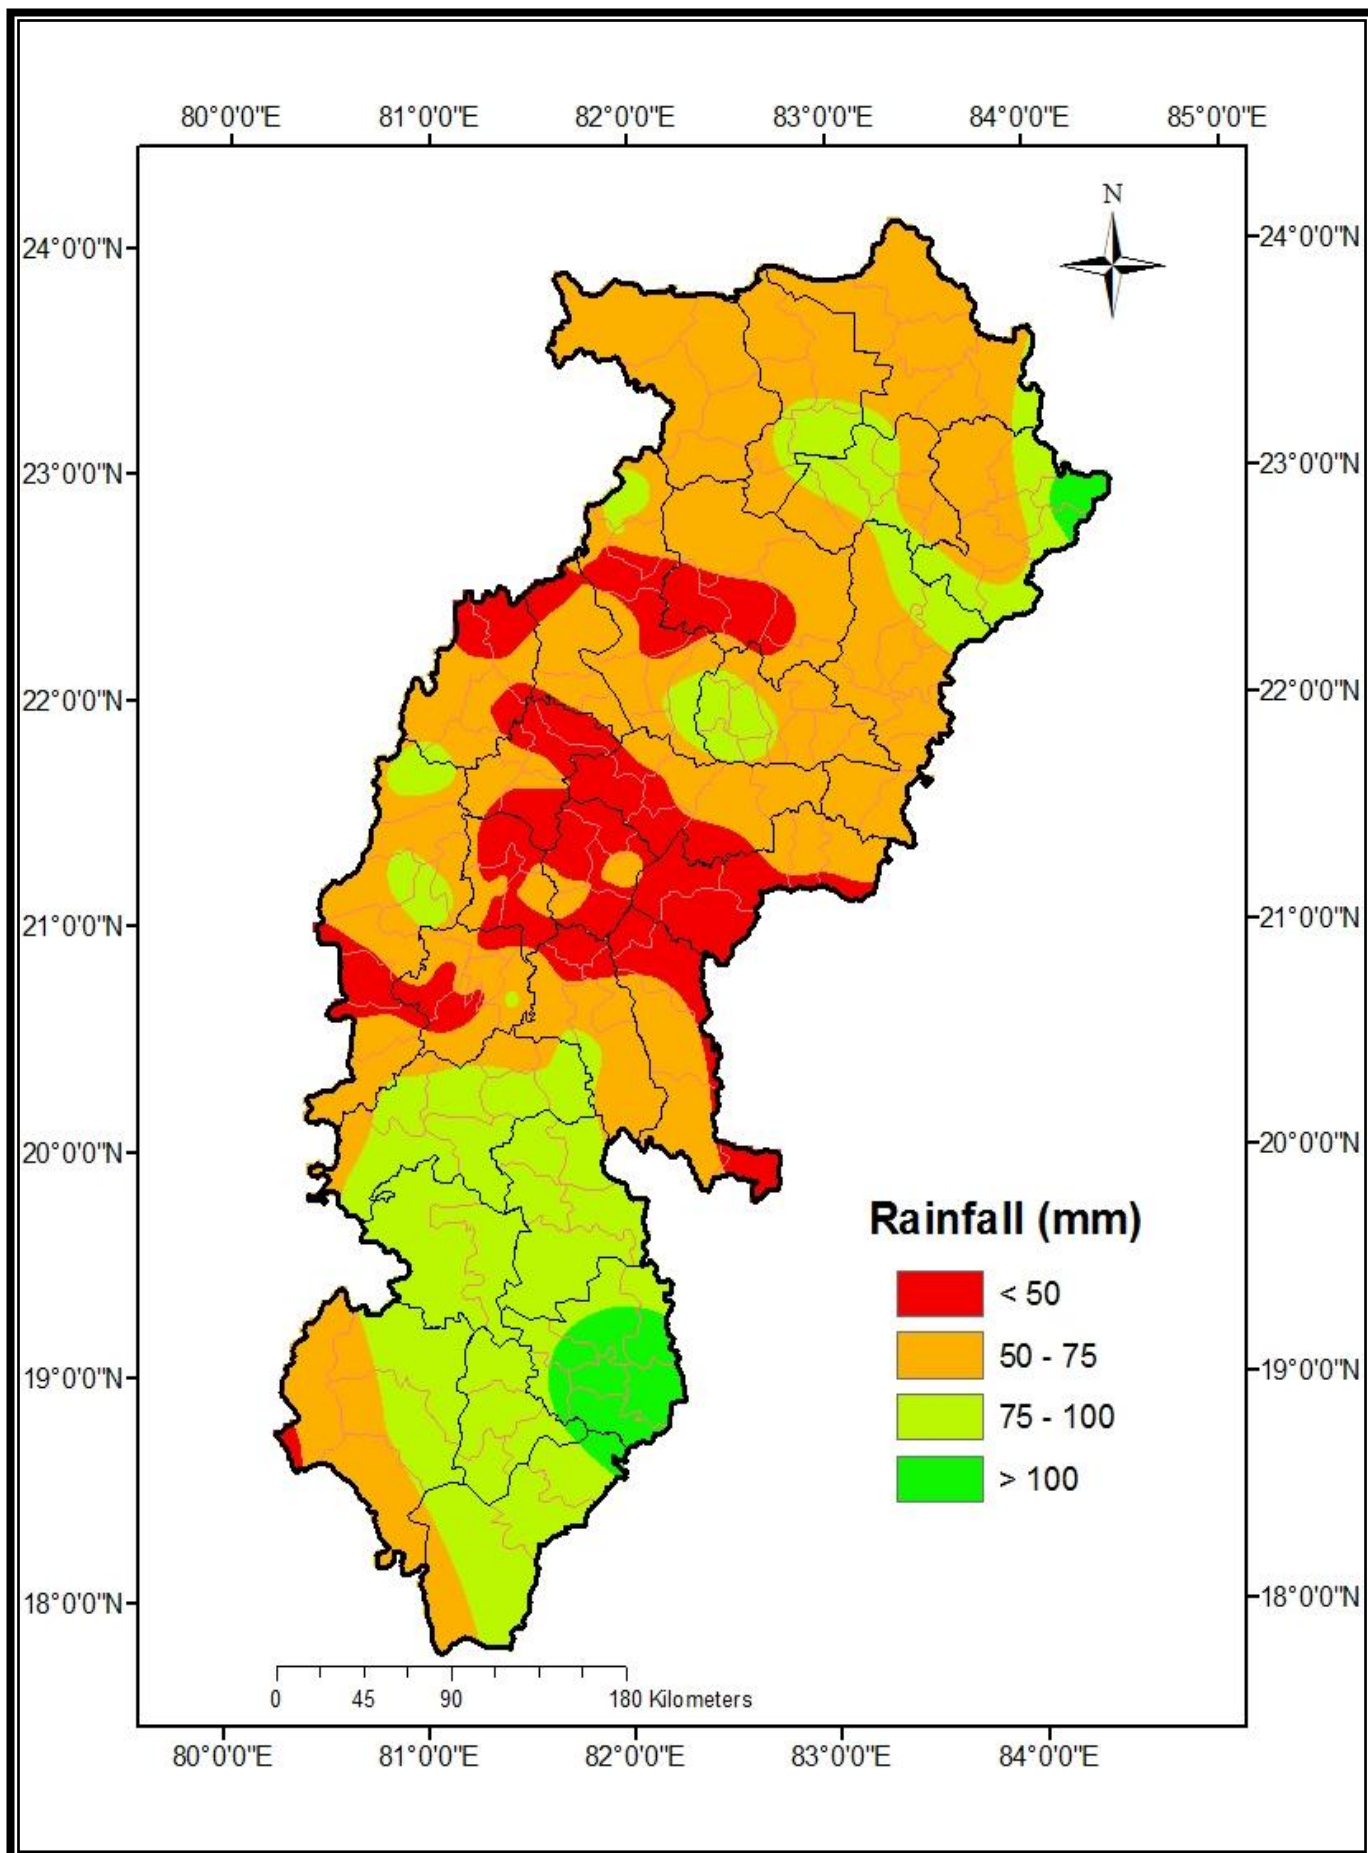 80°0'0"E 81°0'0"E 82°0'0"E 83°0'0"E 84°0'0"E 85°0'0"E
N
24°0'0"N 24°0'0"N
23°0'0"N 23°0'0"N
22°0'0"N 22°0'0"N
21°0'0"N 21°0'0"N
20°0'0"N 20°0'0"N
Rainfall (mm)
< 50
50 - 75
19°0'0"N 19°0'0"N
75 - 100
> 100
18°0'0"N 18°0'0"N
0 45 90 180 Kilometers
80°0'0"E 81°0'0"E 82°0'0"E 83°0'0"E 84°0'0"E